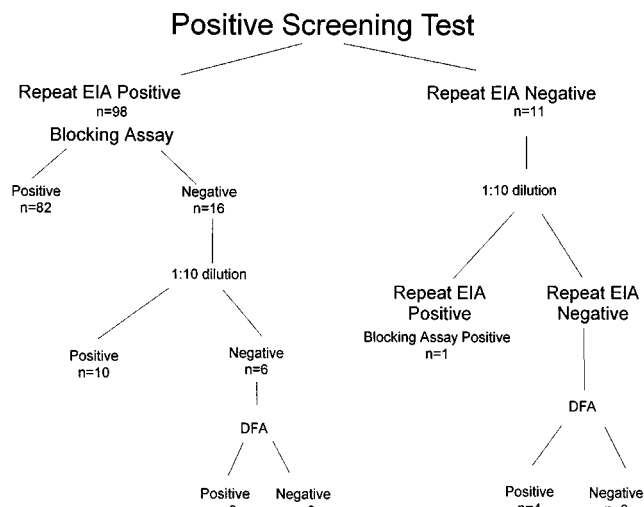 Positive Screening Test
Repeat EIA Positive
n=98
Blocking Assay
Positive
n=82
Negative
n=16
1:10 dilution
Positive
n=10
Negative
n=6
DFA
Positive
Negative
Repeat EIA Negative
n=11
1:10 dilution
Repeat EIA
Positive
Blocking Assay Positive
n=1
Repeat EIA
Negative
DFA
Positive
n=4
Negative